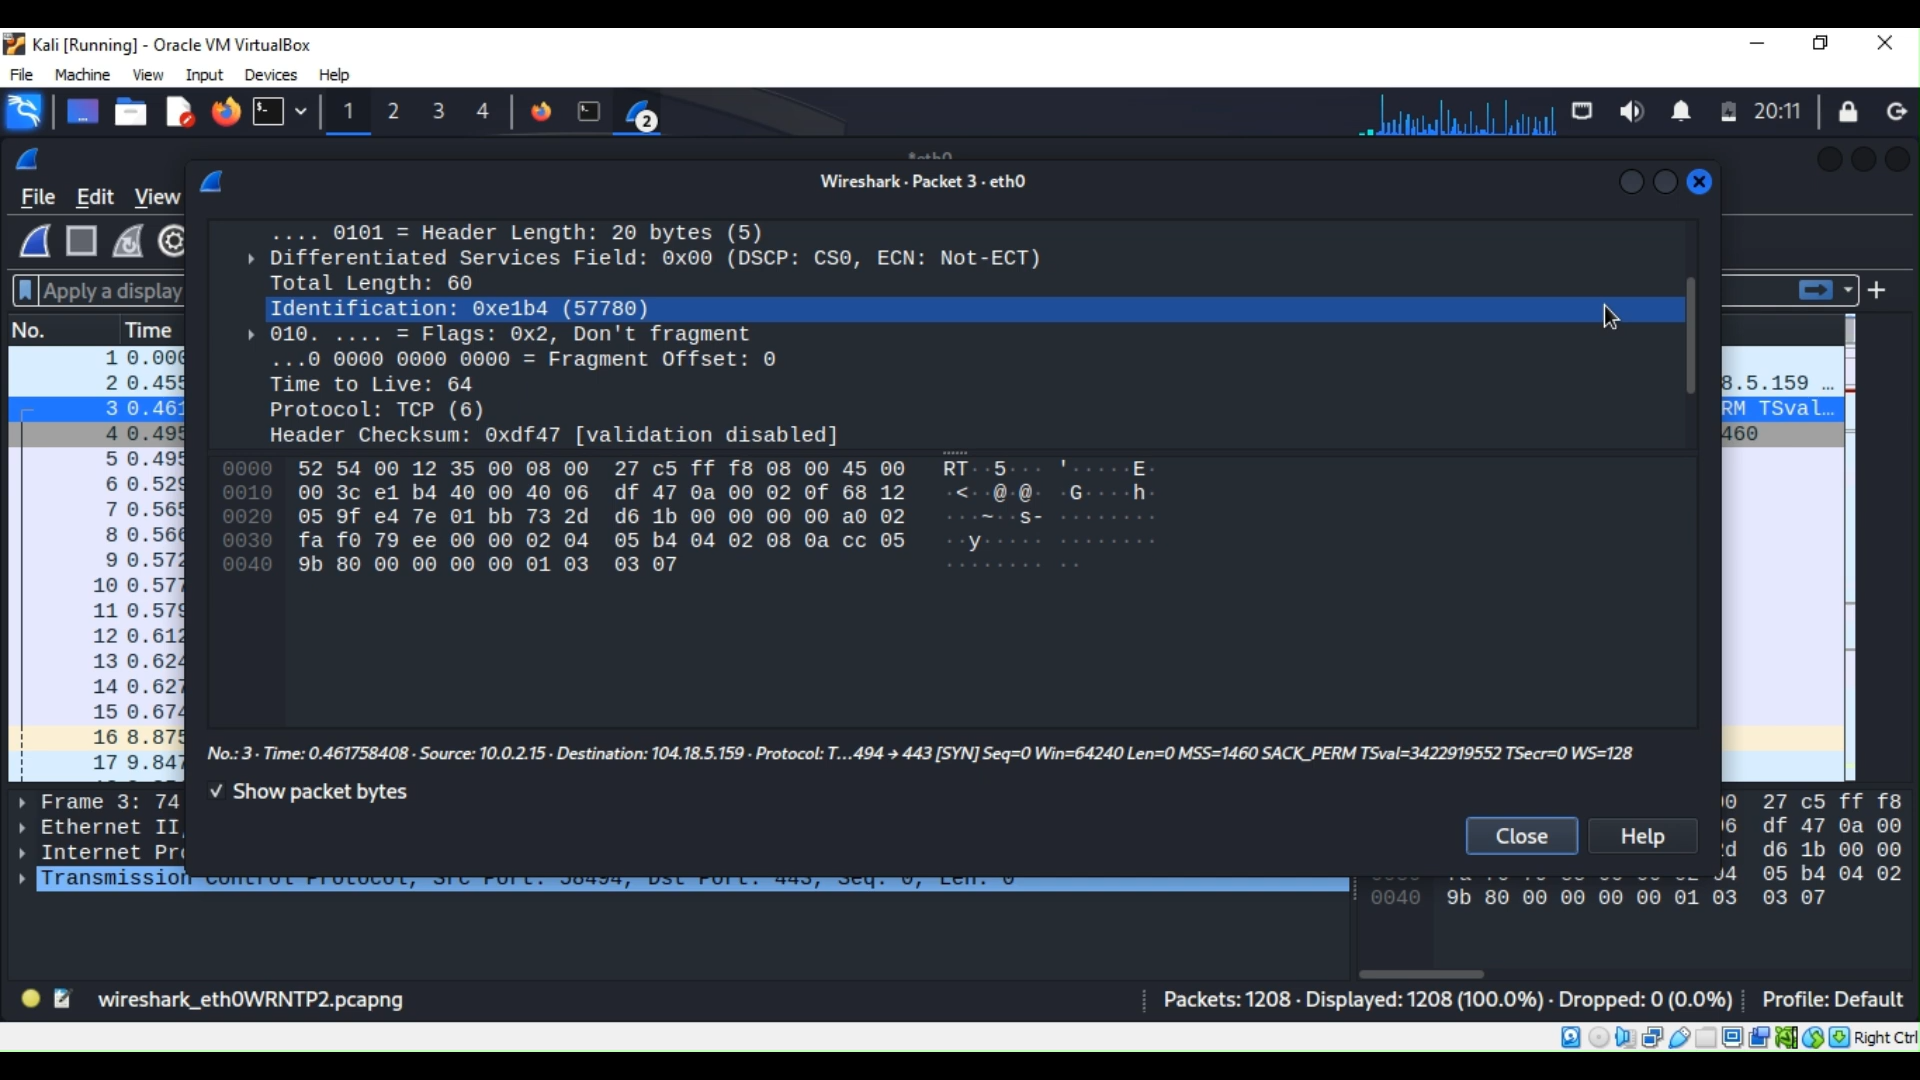 Kali [Running] - Oracle VM VirtualBox
File Machine View Input Devices Help
1 2 3 4 2 20:11
Wireshark · Packet 3 · eth0
File Edit View
.... 0101 = Header Length: 20 bytes (5)
Differentiated Services Field: 0x00 (DSCP: CS0, ECN: Not-ECT)
Total Length: 60
Apply a display
Identification: 0xe1b4 (57780)
No. Time
010. .... = Flags: 0x2, Don't fragment
1 0.000
...0 0000 0000 0000 = Fragment Offset: 0
2 0.455
Time to Live: 64
8.5.159 ...
3 0.461
Protocol: TCP (6)
RM TSval...
4 0.495
Header Checksum: 0xdf47 [validation disabled]
460
5 0.495
0000 52 54 00 12 35 00 08 00 27 c5 ff f8 08 00 45 00 RT··5··· '·····E·
6 0.529
0010 00 3c e1 b4 40 00 40 06 df 47 0a 00 02 0f 68 12 ·<··@·@· ·G····h·
7 0.565
0020 05 9f e4 7e 01 bb 73 2d d6 1b 00 00 00 00 a0 02 ···~··s- ········
8 0.566
0030 fa f0 79 ee 00 00 02 04 05 b4 04 02 08 0a cc 05 ··y····· ········
9 0.572
0040 9b 80 00 00 00 00 01 03 03 07 ········ ··
10 0.577
11 0.579
12 0.612
13 0.624
14 0.627
15 0.674
16 8.875
17 9.847
No.: 3 · Time: 0.461758408 · Source: 10.0.2.15 · Destination: 104.18.5.159 · Protocol: T...494 → 443 [SYN] Seq=0 Win=64240 Len=0 MSS=1460 SACK_PERM TSval=3422919552 TSecr=0 WS=128
Show packet bytes
Close Help
Frame 3: 74
Ethernet II,
Internet Pro
Transmission Control Protocol, Src Port: 58494, Dst Port: 443, Seq: 0, Len: 0
27 c5 ff f8
df 47 0a 00
d6 1b 00 00
05 b4 04 02
0040 9b 80 00 00 00 00 01 03 03 07
wireshark_eth0WRNTP2.pcapng
Packets: 1208 · Displayed: 1208 (100.0%) · Dropped: 0 (0.0%)
Profile: Default
Right Ctrl